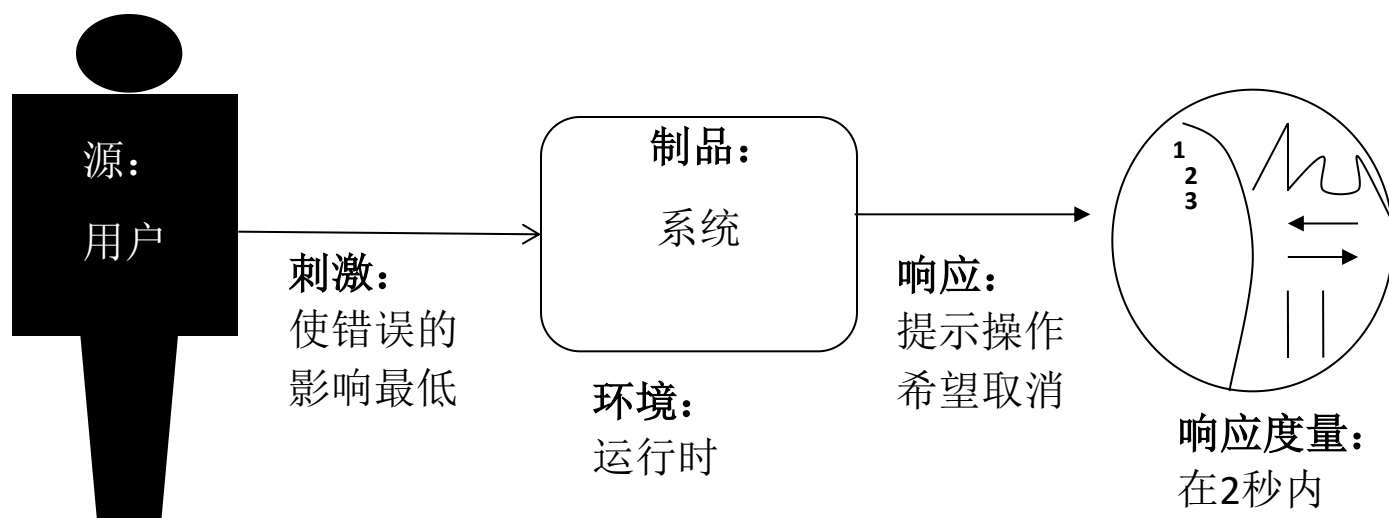 源：
用户
刺激：
使错误的
影响最低
制品：
系统
环境：
运行时
响应：
提示操作
希望取消
1
2
3
响应度量：
在2秒内